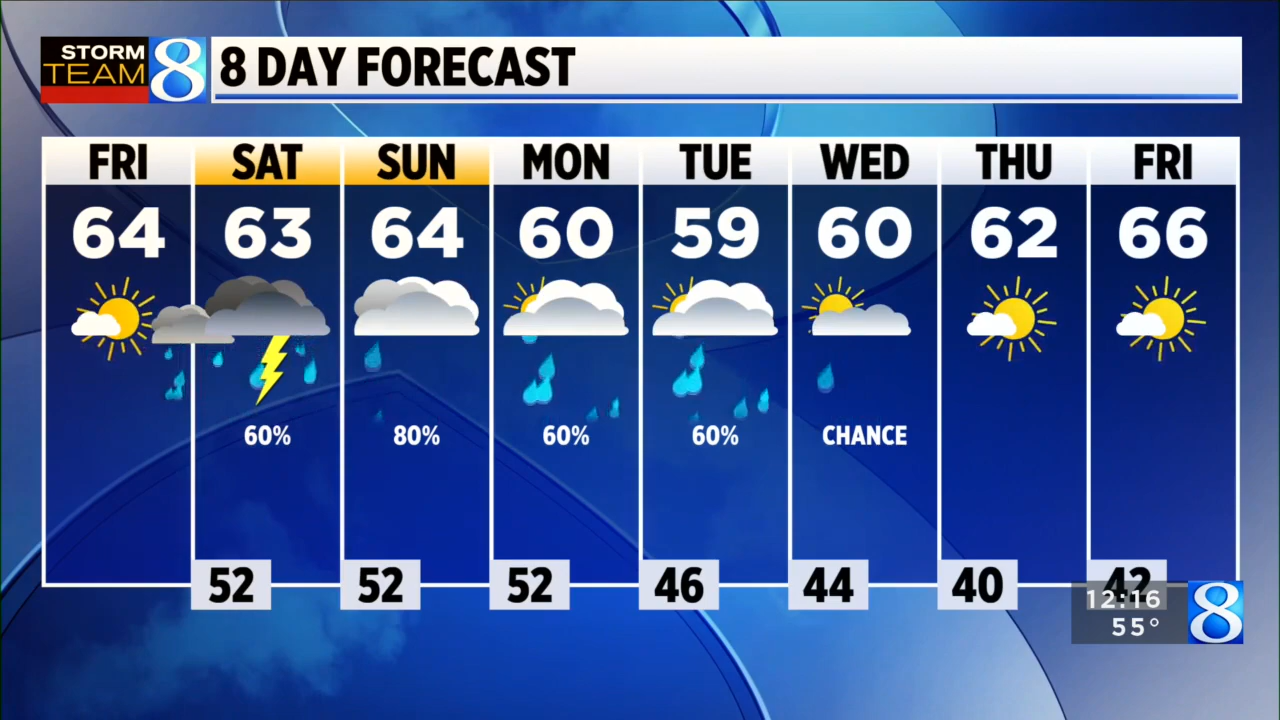 STORM
TEAM 8
8 DAY FORECAST
FRI SAT SUN MON TUE WED THU FRI
64 63 64 60 59 60 62 66
60% 80% 60% 60% CHANCE
52 52 52 46 44 40 42
12:16
55°
8